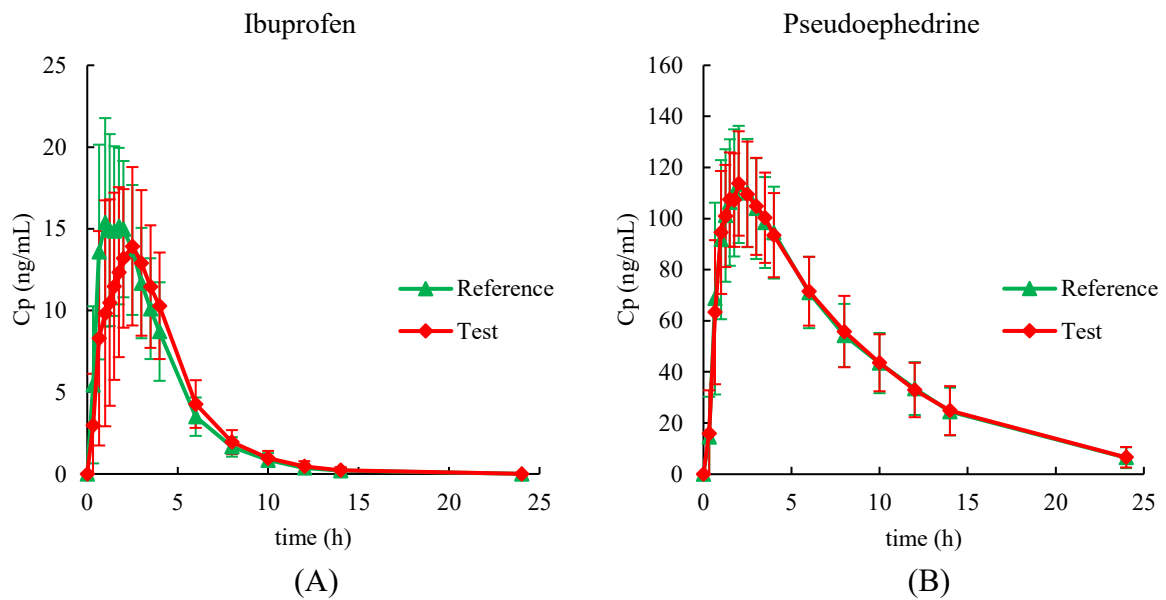 Ibuprofen
25
20
15
10
5
0
Cp (ng/mL)
0 5 10 15 20 25
time (h)
Reference
Test
(A)
Pseudoephedrine
160
140
120
100
80
60
40
20
0
Cp (ng/mL)
0 5 10 15 20 25
time (h)
Reference
Test
(B)